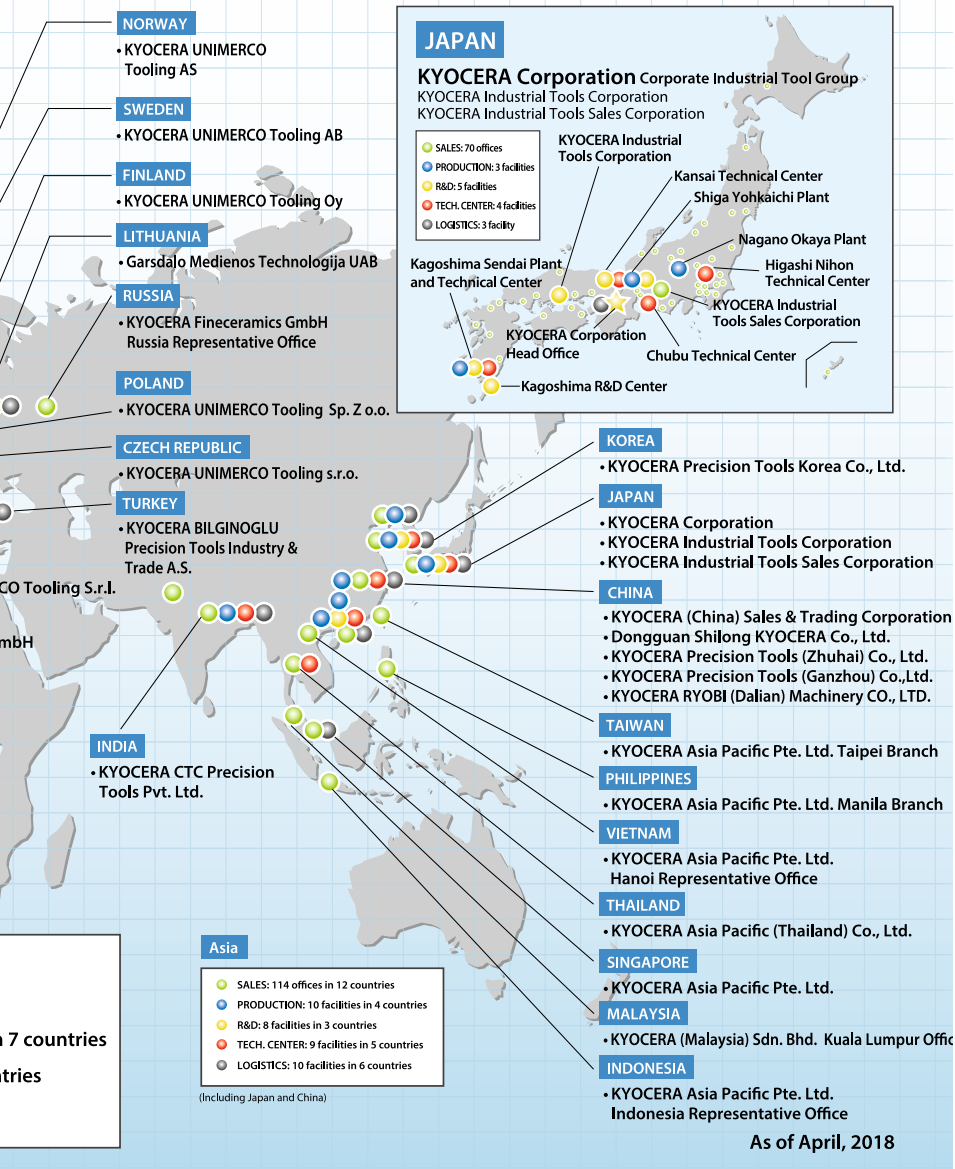 NORWAY
• KYOCERA UNIMERCO
Tooling AS
SWEDEN
• KYOCERA UNIMERCO Tooling AB
FINLAND
• KYOCERA UNIMERCO Tooling Oy
LITHUANIA
• Garsdalo Medienos Technologija UAB
RUSSIA
• KYOCERA Fineceramics GmbH
Russia Representative Office
POLAND
• KYOCERA UNIMERCO Tooling Sp. Z o.o.
CZECH REPUBLIC
• KYOCERA UNIMERCO Tooling s.r.o.
TURKEY
• KYOCERA BILGINOGLU
Precision Tools Industry &
Trade A.S.
CO Tooling S.r.l.
mbH
INDIA
• KYOCERA CTC Precision
Tools Pvt. Ltd.
JAPAN
KYOCERA Corporation Corporate Industrial Tool Group
KYOCERA Industrial Tools Corporation
KYOCERA Industrial Tools Sales Corporation
SALES: 70 offices
PRODUCTION: 3 facilities
R&D: 5 facilities
TECH. CENTER: 4 facilities
LOGISTICS: 3 facility
KYOCERA Industrial
Tools Corporation
Kansai Technical Center
Shiga Yohkaichi Plant
Nagano Okaya Plant
Higashi Nihon
Technical Center
Kagoshima Sendai Plant
and Technical Center
KYOCERA Industrial
Tools Sales Corporation
KYOCERA Corporation
Head Office
Chubu Technical Center
Kagoshima R&D Center
KOREA
• KYOCERA Precision Tools Korea Co., Ltd.
JAPAN
• KYOCERA Corporation
• KYOCERA Industrial Tools Corporation
• KYOCERA Industrial Tools Sales Corporation
CHINA
• KYOCERA (China) Sales & Trading Corporation
• Dongguan Shilong KYOCERA Co., Ltd.
• KYOCERA Precision Tools (Zhuhai) Co., Ltd.
• KYOCERA Precision Tools (Ganzhou) Co.,Ltd.
• KYOCERA RYOBI (Dalian) Machinery CO., LTD.
TAIWAN
• KYOCERA Asia Pacific Pte. Ltd. Taipei Branch
PHILIPPINES
• KYOCERA Asia Pacific Pte. Ltd. Manila Branch
VIETNAM
• KYOCERA Asia Pacific Pte. Ltd.
Hanoi Representative Office
THAILAND
• KYOCERA Asia Pacific (Thailand) Co., Ltd.
SINGAPORE
• KYOCERA Asia Pacific Pte. Ltd.
MALAYSIA
• KYOCERA (Malaysia) Sdn. Bhd. Kuala Lumpur Offic
INDONESIA
• KYOCERA Asia Pacific Pte. Ltd.
Indonesia Representative Office
Asia
SALES: 114 offices in 12 countries
PRODUCTION: 10 facilities in 4 countries
R&D: 8 facilities in 3 countries
TECH. CENTER: 9 facilities in 5 countries
LOGISTICS: 10 facilities in 6 countries
(Including Japan and China)
7 countries
ntries
As of April, 2018